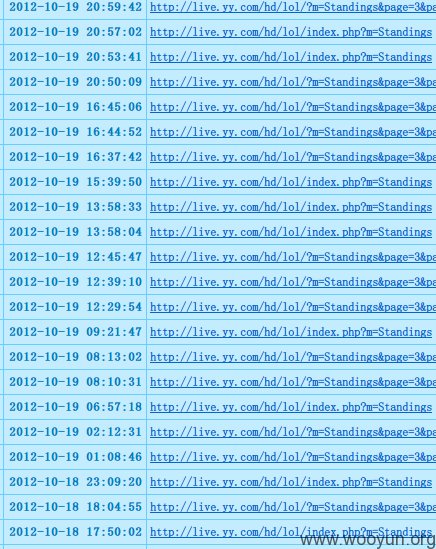 2012-10-19 20:59:42 http://live.yy.com/hd/lol/?m=Standings&page=3&pa
2012-10-19 20:57:02 http://live.yy.com/hd/lol/index.php?m=Standings
2012-10-19 20:53:41 http://live.yy.com/hd/lol/index.php?m=Standings
2012-10-19 20:50:09 http://live.yy.com/hd/lol/?m=Standings&page=3&pa
2012-10-19 16:45:06 http://live.yy.com/hd/lol/?m=Standings&page=3&pa
2012-10-19 16:44:52 http://live.yy.com/hd/lol/?m=Standings&page=3&pa
2012-10-19 16:37:42 http://live.yy.com/hd/lol/?m=Standings&page=3&pa
2012-10-19 15:39:50 http://live.yy.com/hd/lol/index.php?m=Standings
2012-10-19 13:58:33 http://live.yy.com/hd/lol/index.php?m=Standings
2012-10-19 13:58:04 http://live.yy.com/hd/lol/index.php?m=Standings
2012-10-19 12:45:47 http://live.yy.com/hd/lol/?m=Standings&page=3&pa
2012-10-19 12:39:10 http://live.yy.com/hd/lol/?m=Standings&page=3&pa
2012-10-19 12:29:54 http://live.yy.com/hd/lol/?m=Standings&page=3&pa
2012-10-19 09:21:47 http://live.yy.com/hd/lol/index.php?m=Standings
2012-10-19 08:13:02 http://live.yy.com/hd/lol/?m=Standings&page=3&pa
2012-10-19 08:10:31 http://live.yy.com/hd/lol/?m=Standings&page=3&pa
2012-10-19 06:57:18 http://live.yy.com/hd/lol/index.php?m=Standings
2012-10-19 02:12:31 http://live.yy.com/hd/lol/?m=Standings&page=3&pa
2012-10-19 01:08:46 http://live.yy.com/hd/lol/?m=Standings&page=3&pa
2012-10-18 23:09:20 http://live.yy.com/hd/lol/index.php?m=Standings
2012-10-18 18:04:55 http://live.yy.com/hd/lol/?m=Standings&page=3&pa
2012-10-18 17:50:02 http://live.yy.com/hd/lol/index.php?m=Standings
www.wooyun.org